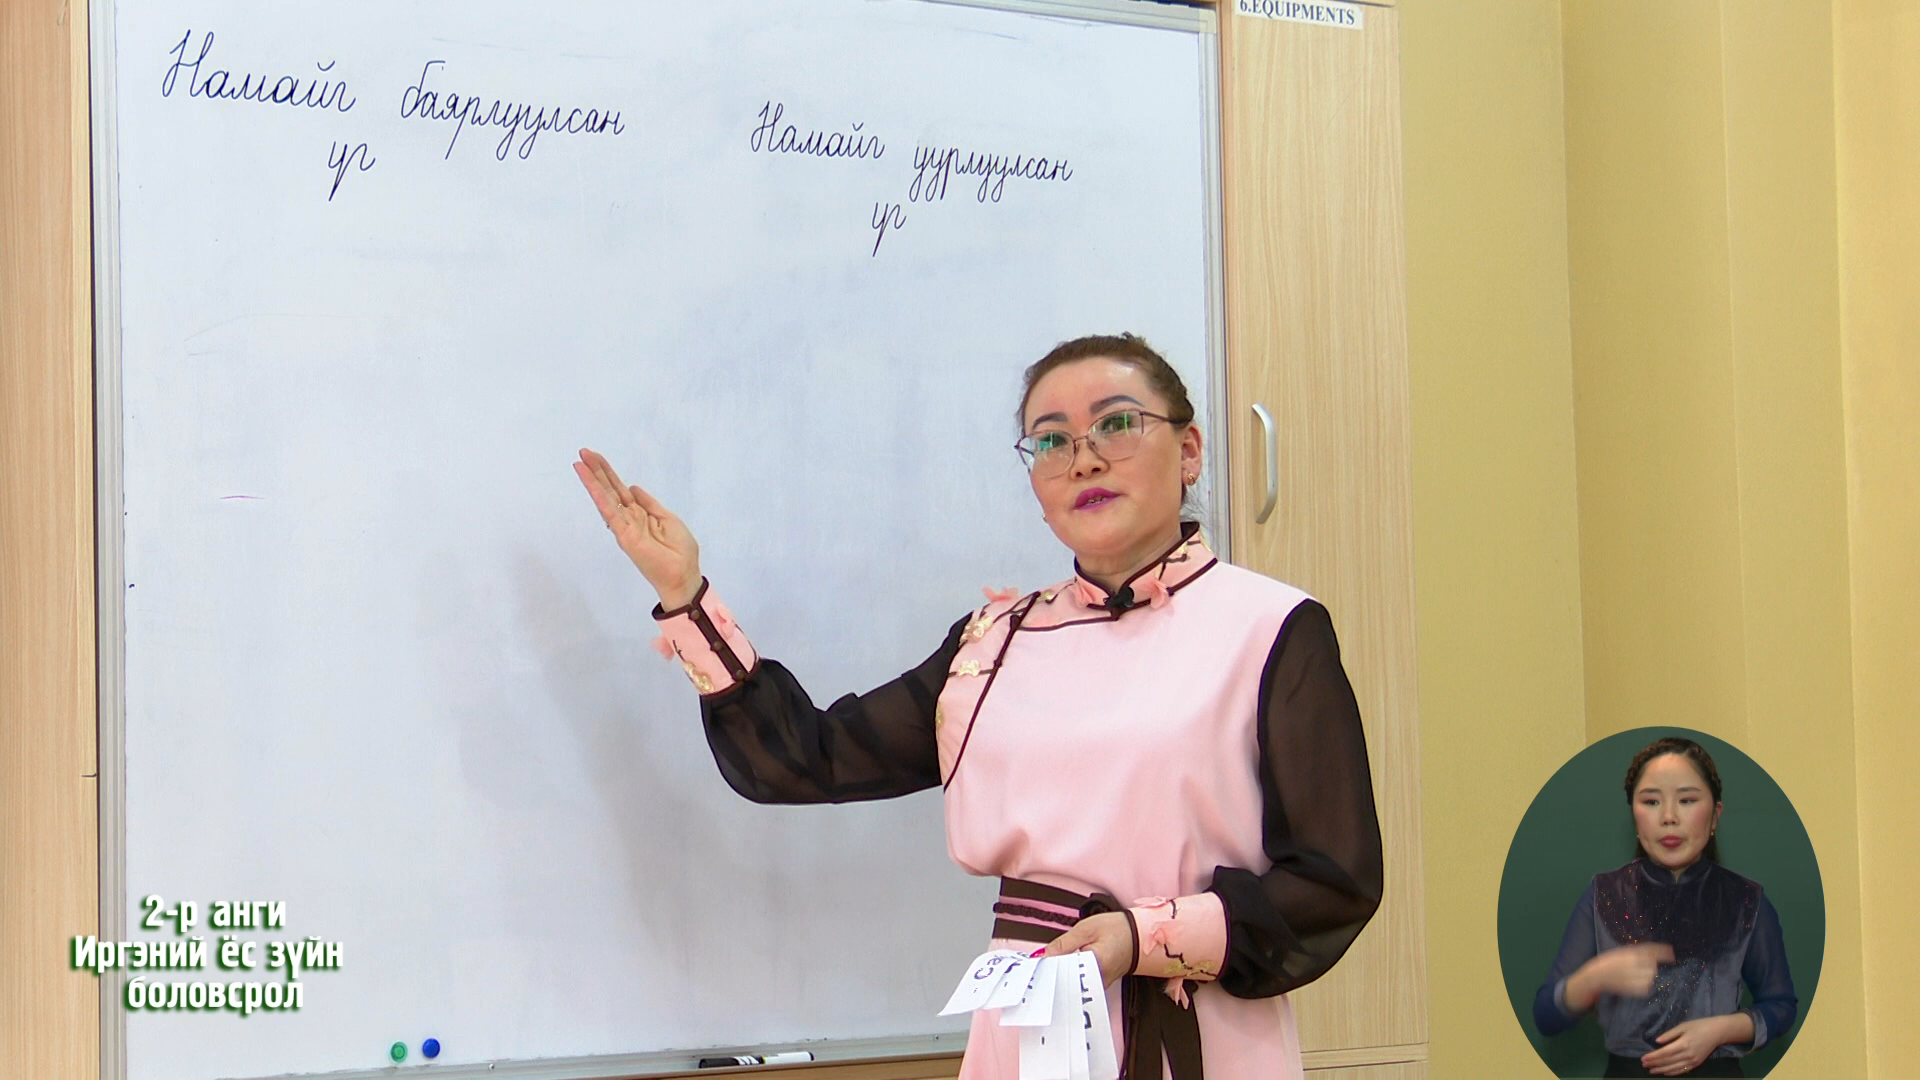 6.EQUIPMENTS
Намайг баярлуулсан
үг
Намайг уурлуулсан
үг
2-р анги
Иргэний ёс зүйн
боловсрол